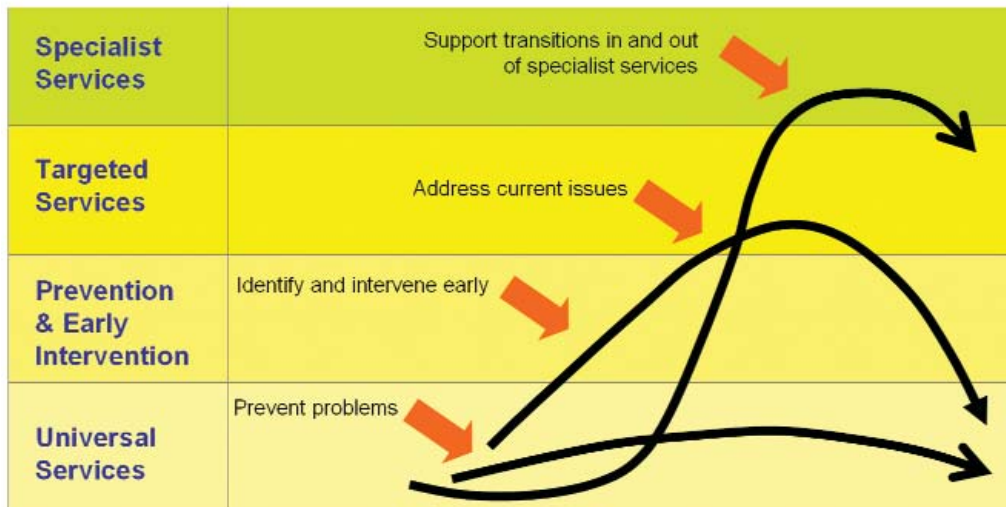 Specialist
Services
Support transitions in and out
of specialist services
Targeted
Services
Address current issues
Prevention
& Early
Intervention
Identify and intervene early
Universal
Services
Prevent problems